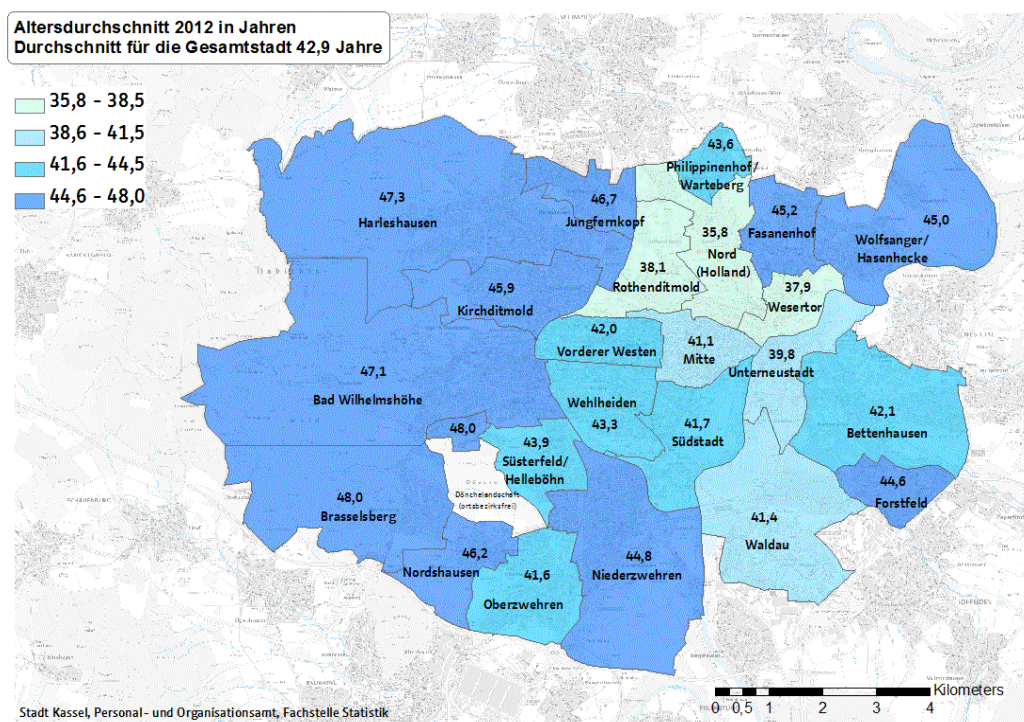 Altersdurchschnitt 2012 in Jahren
Durchschnitt für die Gesamtstadt 42,9 Jahre
35,8 - 38,5
38,6 - 41,5
41,6 - 44,5
44,6 - 48,0
43,6
Philippinenhof/
Warteberg
47,3
Harleshausen
46,7
Jungfernkopf
45,2
Fasanenhof
45,0
Wolfsanger/
Hasenhecke
35,8
Nord
(Holland)
38,1
Rothenditmold
37,9
Wesertor
45,9
Kirchditmold
42,0
Vorderer Westen
41,1
Mitte
39,8
Unterneustadt
47,1
Bad Wilhelmshöhe
Wehlheiden
43,3
41,7
Südstadt
42,1
Bettenhausen
48,0
43,9
Süsterfeld/
Helleböhn
44,6
Forstfeld
48,0
Brasselsberg
Dönchelandschaft
(ortsbezirksfrei)
41,4
Waldau
46,2
Nordshausen
41,6
Oberzwehren
44,8
Niederzwehren
Kilometers
0 0,5 1 2 3 4
Stadt Kassel, Personal- und Organisationsamt, Fachstelle Statistik